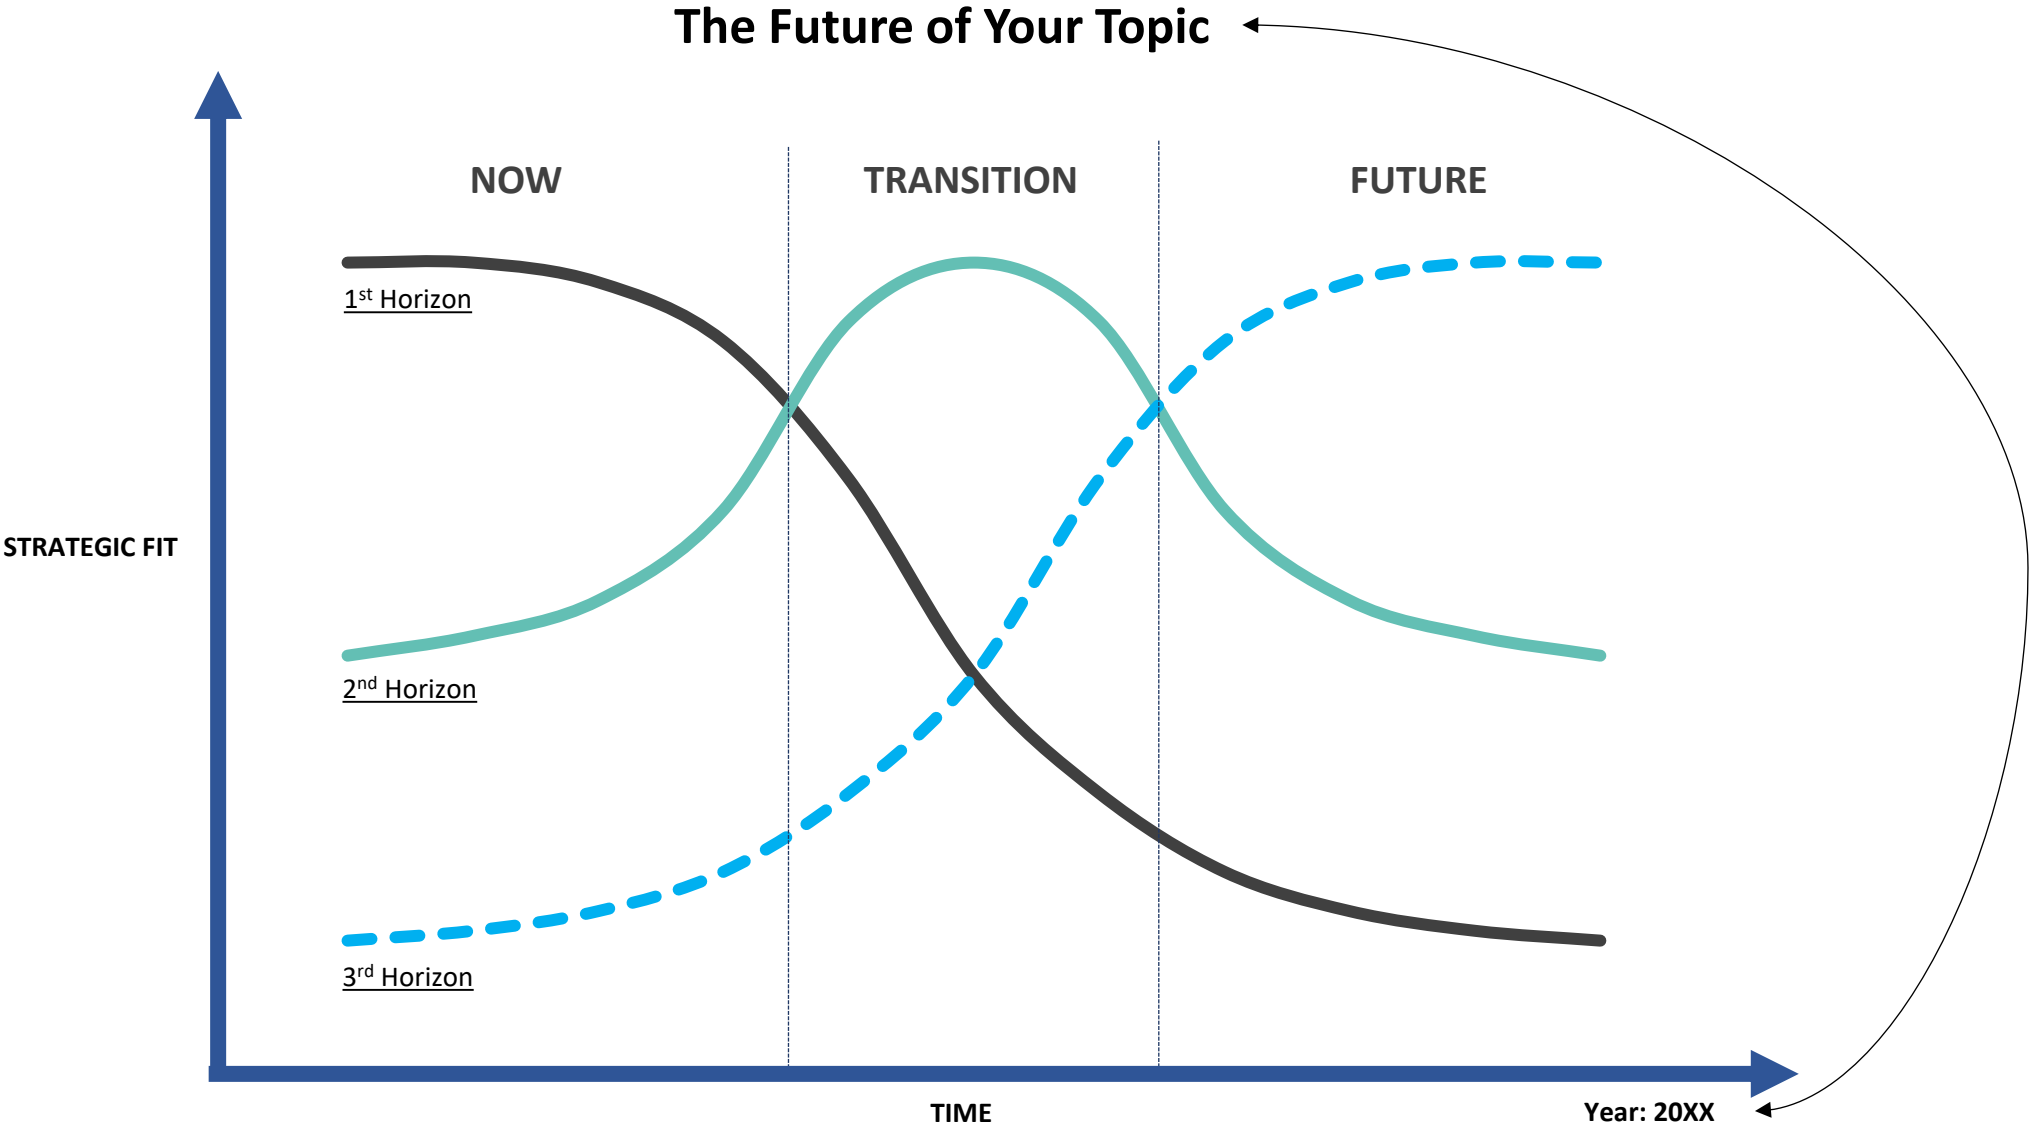 The Future of Your Topic
NOW
TRANSITION
FUTURE
1st Horizon
STRATEGIC FIT
2nd Horizon
3rd Horizon
TIME
Year: 20XX